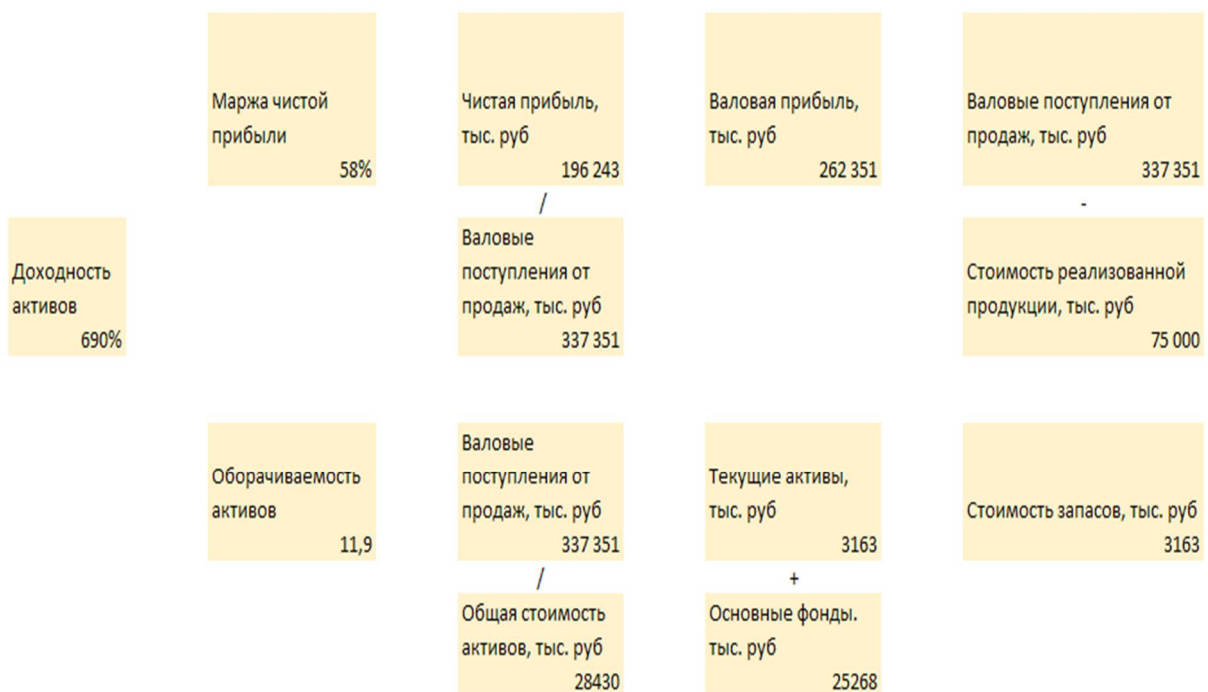 Маржа чистой
прибыли
58%
Чистая прибыль,
тыс. руб
196 243
Валовая прибыль,
тыс. руб
262 351
Валовые поступления от
продаж, тыс. руб
337 351
/
-
Доходность
активов
690%
Валовые
поступления от
продаж, тыс. руб
337 351
Стоимость реализованной
продукции, тыс. руб
75 000
Оборачиваемость
активов
11,9
Валовые
поступления от
продаж, тыс. руб
337 351
Текущие активы,
тыс. руб
3163
Стоимость запасов, тыс. руб
3163
/
+
Общая стоимость
активов, тыс. руб
28430
Основные фонды.
тыс. руб
25268